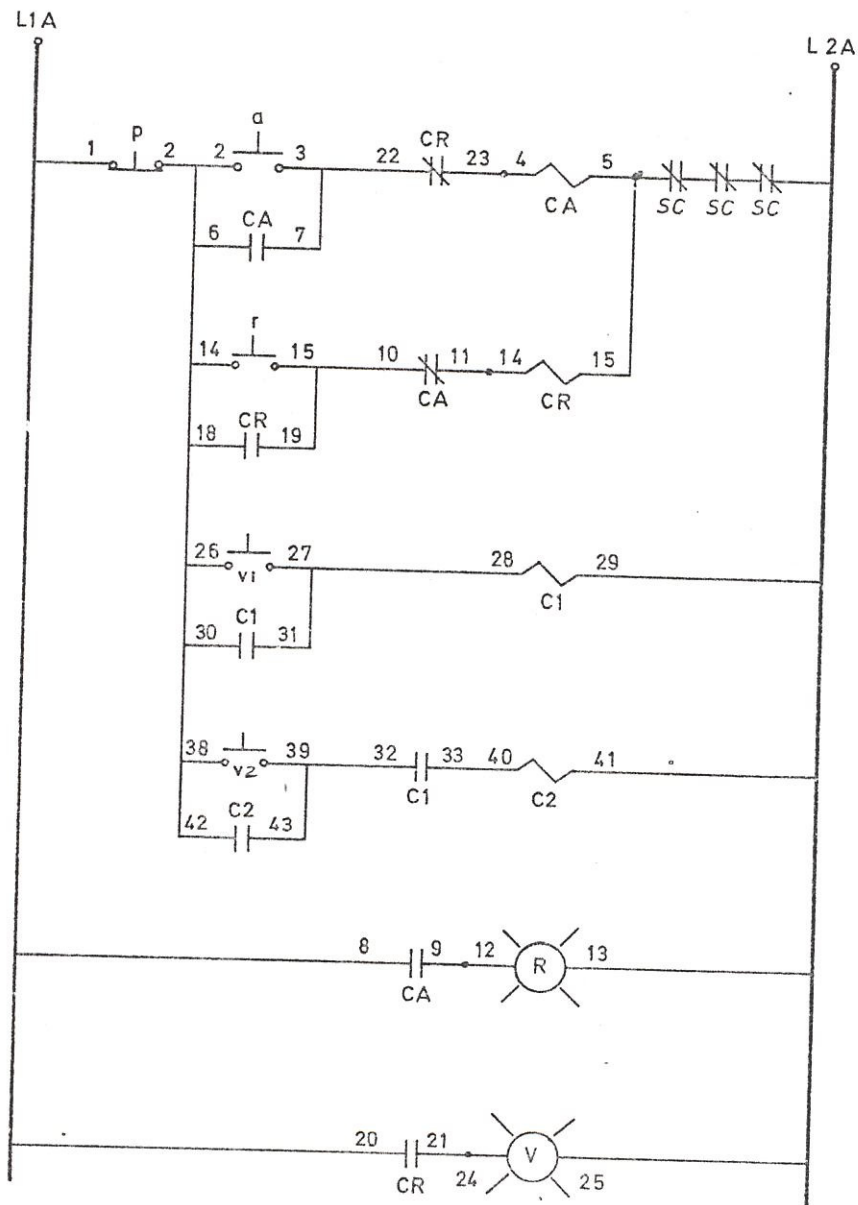 L1A
L2A
a
p
CR
1 2 2 3 22 23 4 5
CA SC SC SC
CA
6 7
r
14 15 10 11 14 15
CA CR
CR
18 19
26 27 28 29
v1
C1
C1
30 31
38 39 32 33 40 41
v2
C1 C2
C2
42 43
8 9 12 R 13
CA
20 21 V
CR 24 25